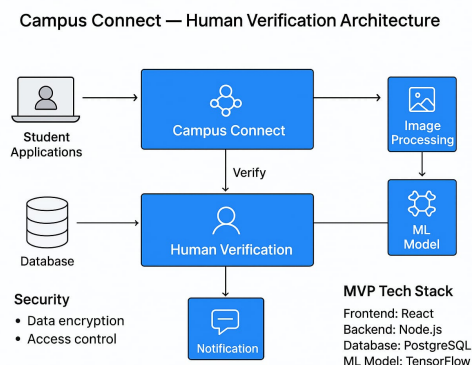 Campus Connect — Human Verification Architecture
Student
Applications
Campus Connect
Image
Processing
Verify
Database
Human Verification
ML
Model
Security
• Data encryption
• Access control
Notification
MVP Tech Stack
Frontend: React
Backend: Node.js
Database: PostgreSQL
ML Model: TensorFlow